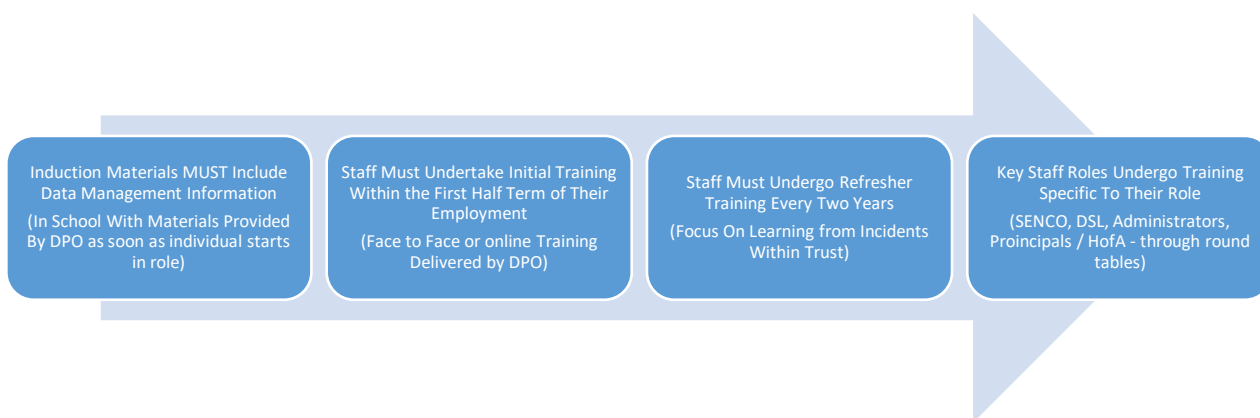 Induction Materials MUST Include
Data Management Information
(In School With Materials Provided
By DPO as soon as individual starts
in role)
Staff Must Undertake Initial Training
Within the First Half Term of Their
Employment
(Face to Face or online Training
Delivered by DPO)
Staff Must Undergo Refresher
Training Every Two Years
(Focus On Learning from Incidents
Within Trust)
Key Staff Roles Undergo Training
Specific To Their Role
(SENCO, DSL, Administrators,
Proincipals / HofA - through round
tables)